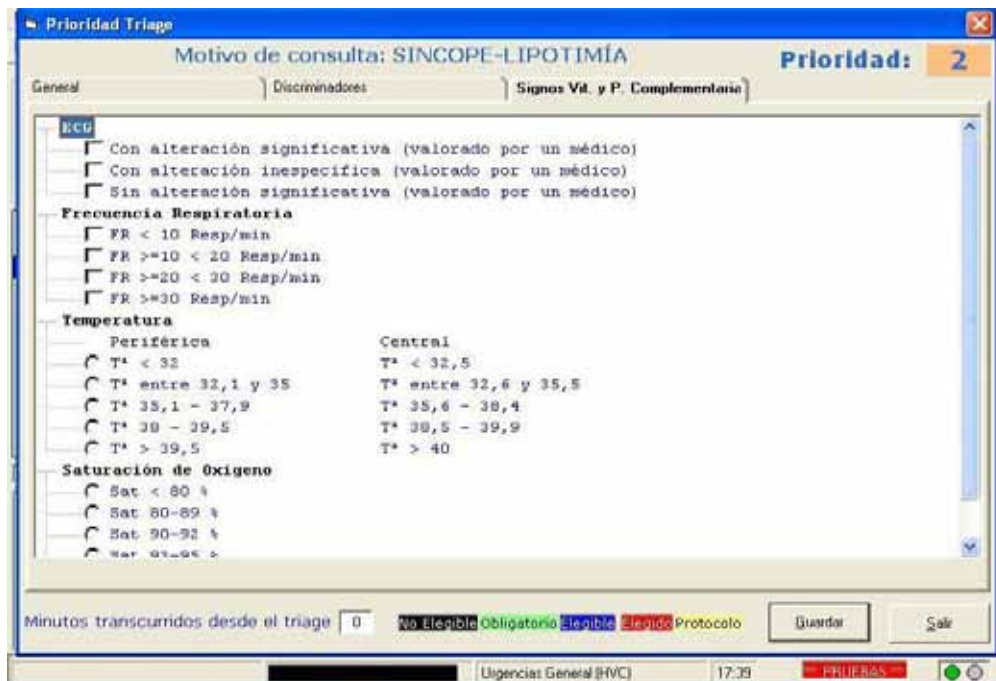 Prioridad Triage
Motivo de consulta: SINCOPE-LIPOTIMÍA
Prioridad: 2
General Discriminadores Signos Vit. y P. Complementaria
ECG
Con alteración significativa (valorado por un médico)
Con alteración inespecífica (valorado por un médico)
Sin alteración significativa (valorado por un médico)
Frecuencia Respiratoria
FR < 10 Resp/min
FR >=10 < 20 Resp/min
FR >=20 < 30 Resp/min
FR >=30 Resp/min
Temperatura
Periférica Central
Tª < 32 Tª < 32,5
Tª entre 32,1 y 35 Tª entre 32,6 y 35,5
Tª 35,1 - 37,9 Tª 35,6 - 38,4
Tª 38 - 39,5 Tª 38,5 - 39,9
Tª > 39,5 Tª > 40
Saturación de Oxígeno
Sat < 80 %
Sat 80-89 %
Sat 90-92 %
Sat 93-95 %
Minutos transcurridos desde el triage 0 No Elegible Obligatorio Elegible Elegido Protocolo Guardar Salir
Urgencias General (HVC) 17:39 PRUEBAS